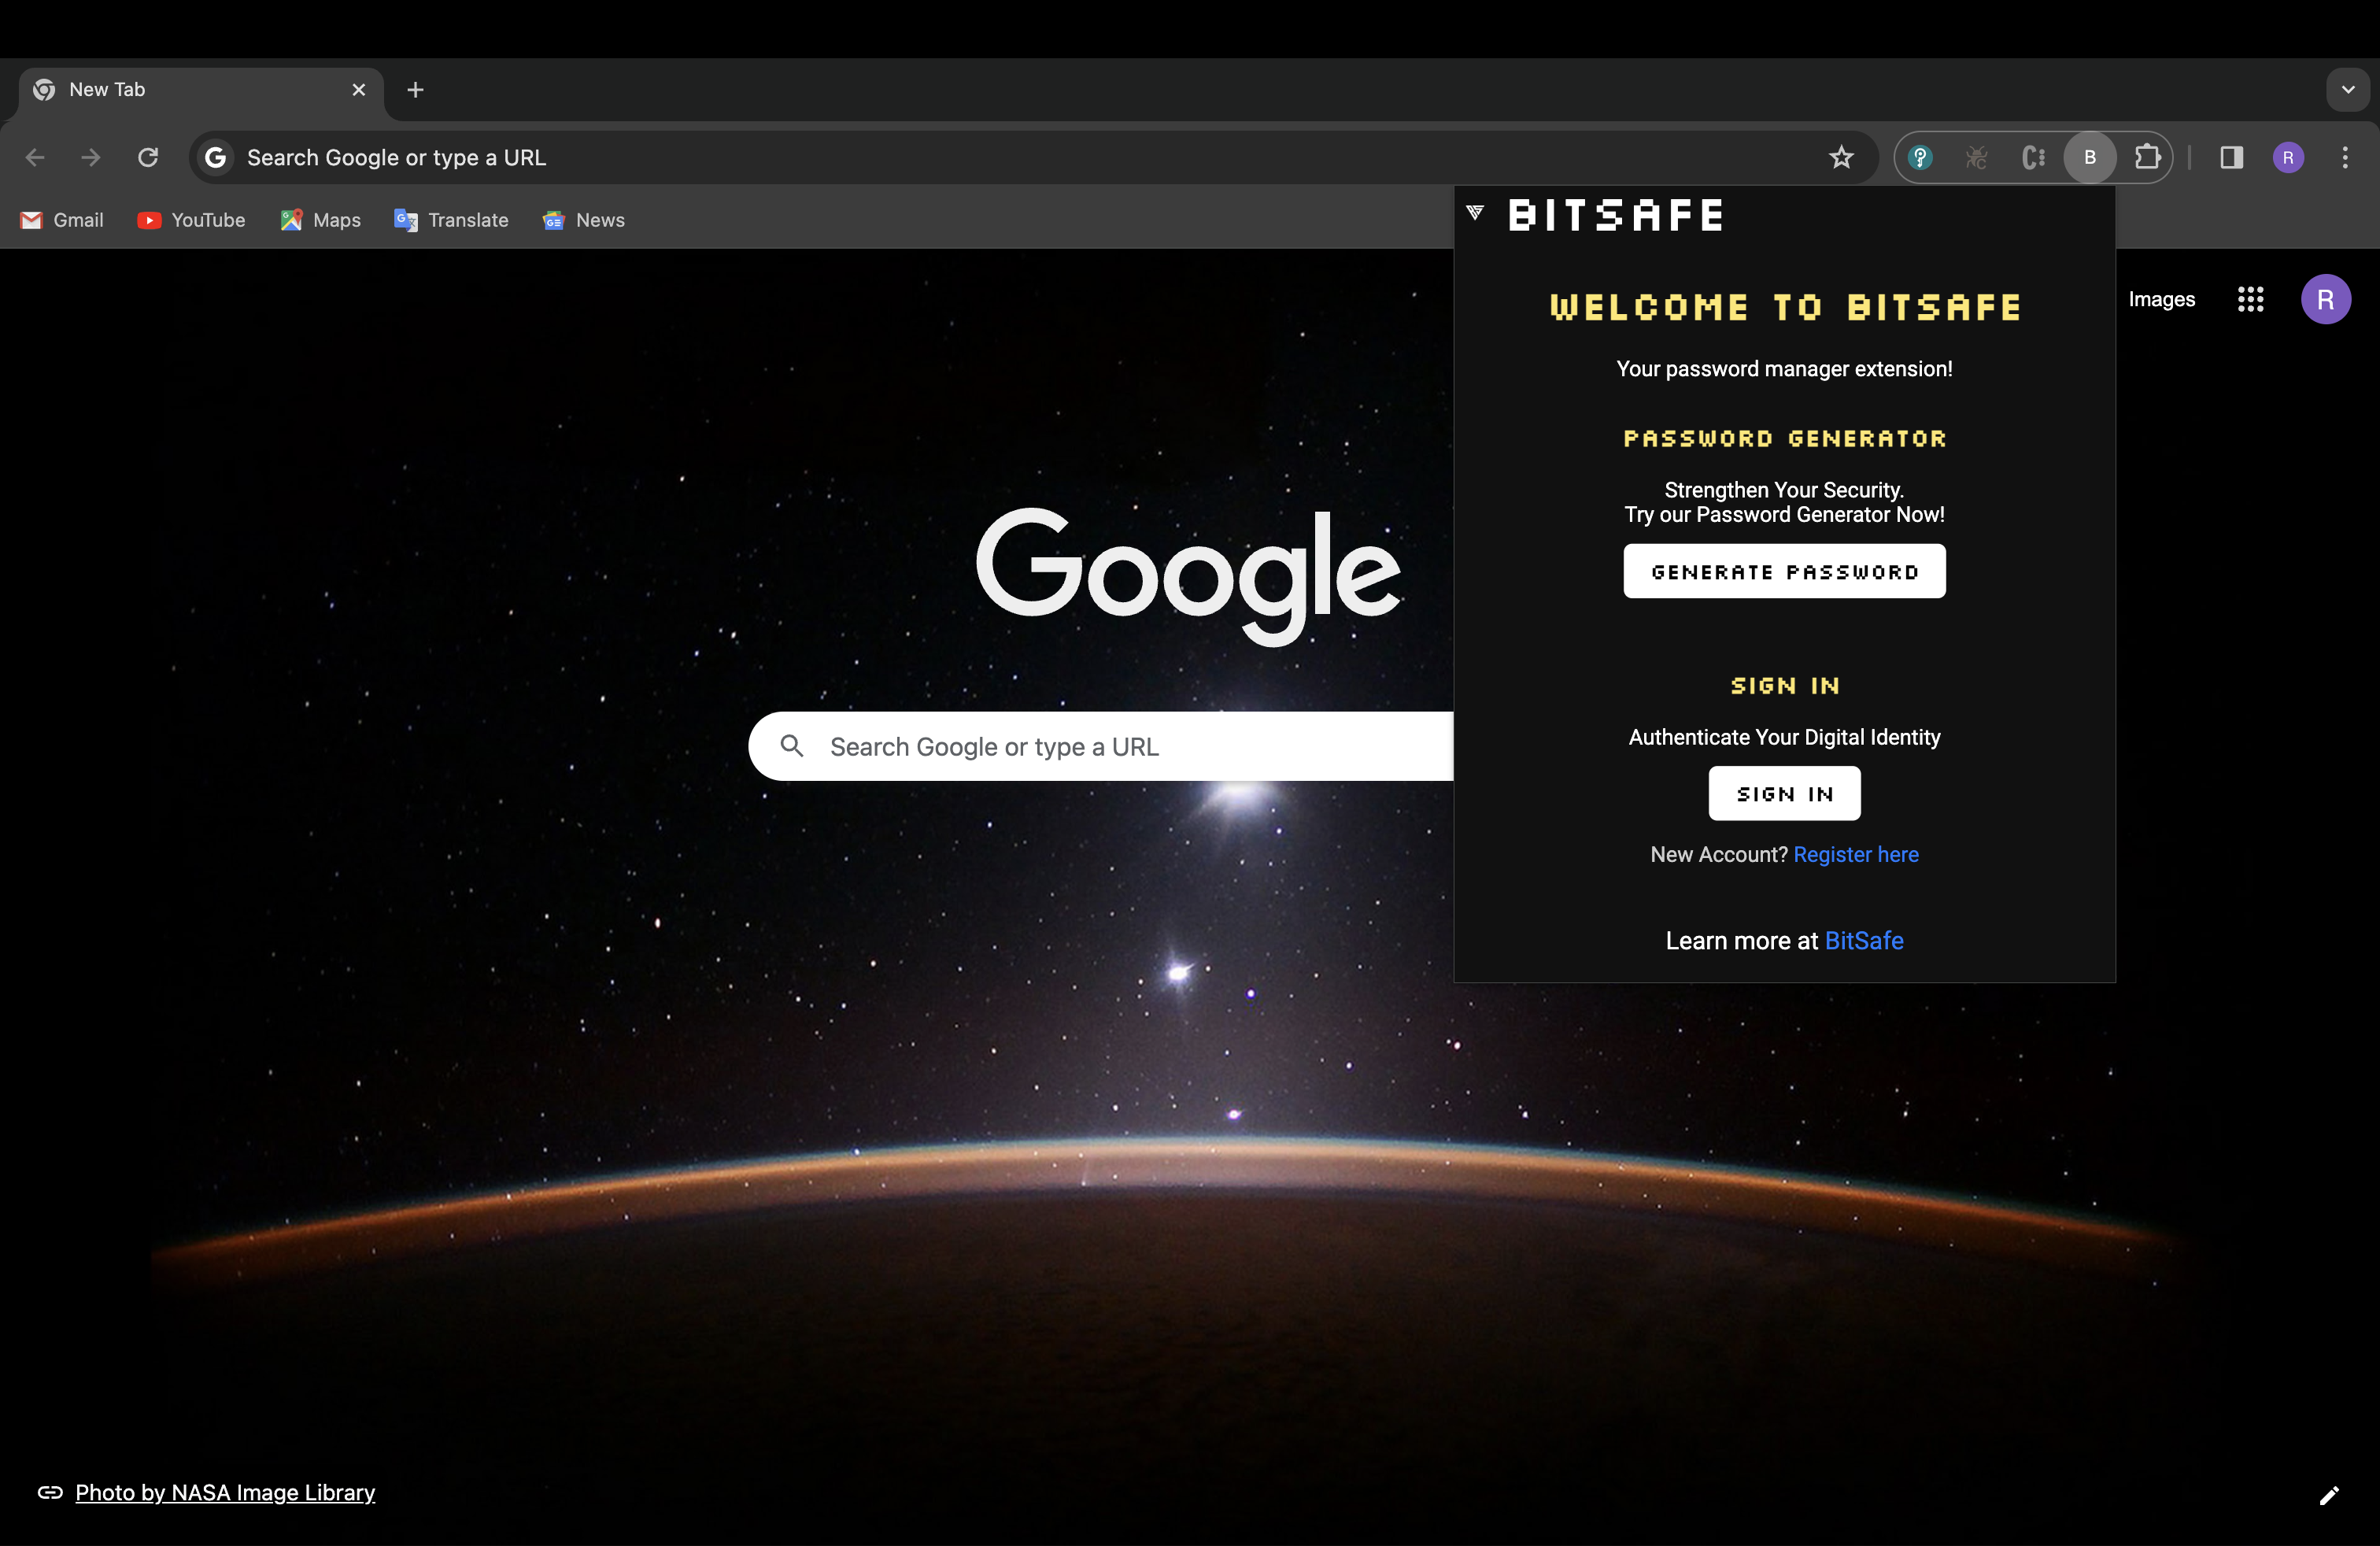 New Tab
Search Google or type a URL
B
R
Gmail
YouTube
Maps
Translate
News
BITSAFE
WELCOME TO BITSAFE
Your password manager extension!
PASSWORD GENERATOR
Strengthen Your Security.
Try our Password Generator Now!
GENERATE PASSWORD
SIGN IN
Authenticate Your Digital Identity
SIGN IN
New Account? Register here
Learn more at BitSafe
Images
R
Google
Search Google or type a URL
Photo by NASA Image Library